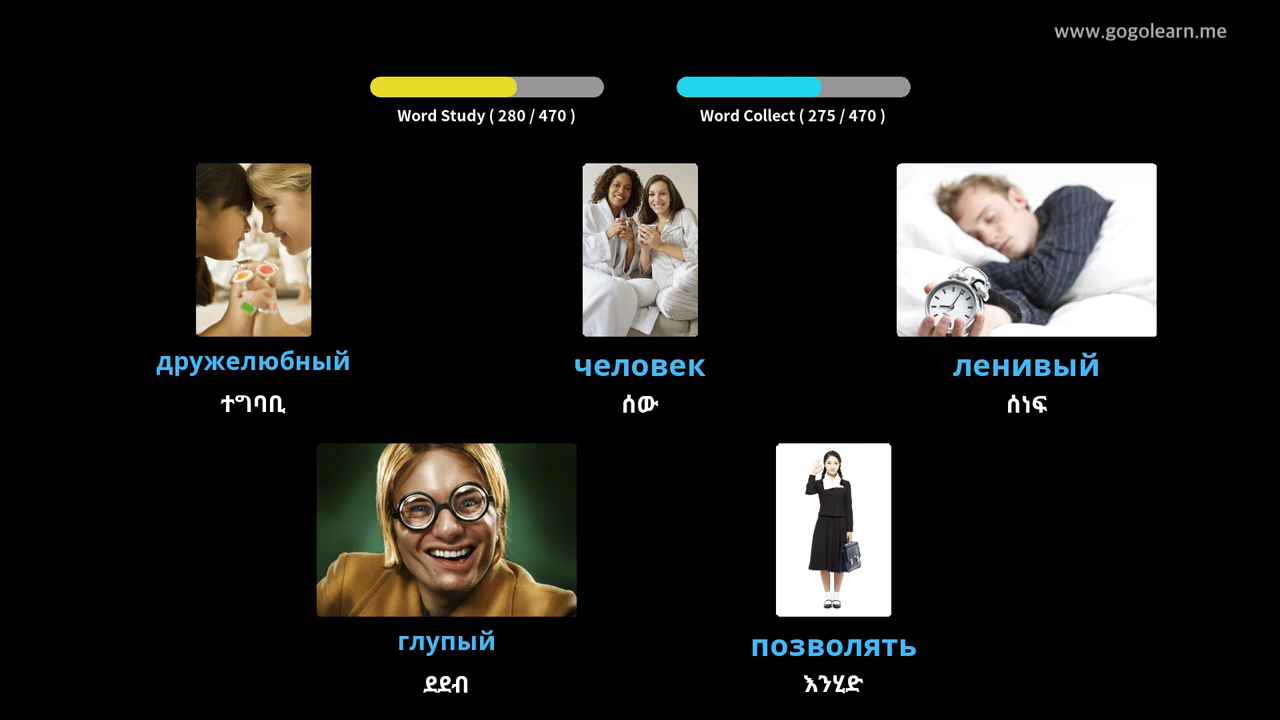 www.gogolearn.me
Word Study ( 280 / 470 )
Word Collect ( 275 / 470 )
дружелюбный
ተግባቢ
человек
ሰው
ленивый
ሰነፍ
глупый
ደደብ
позволять
እንሂድ